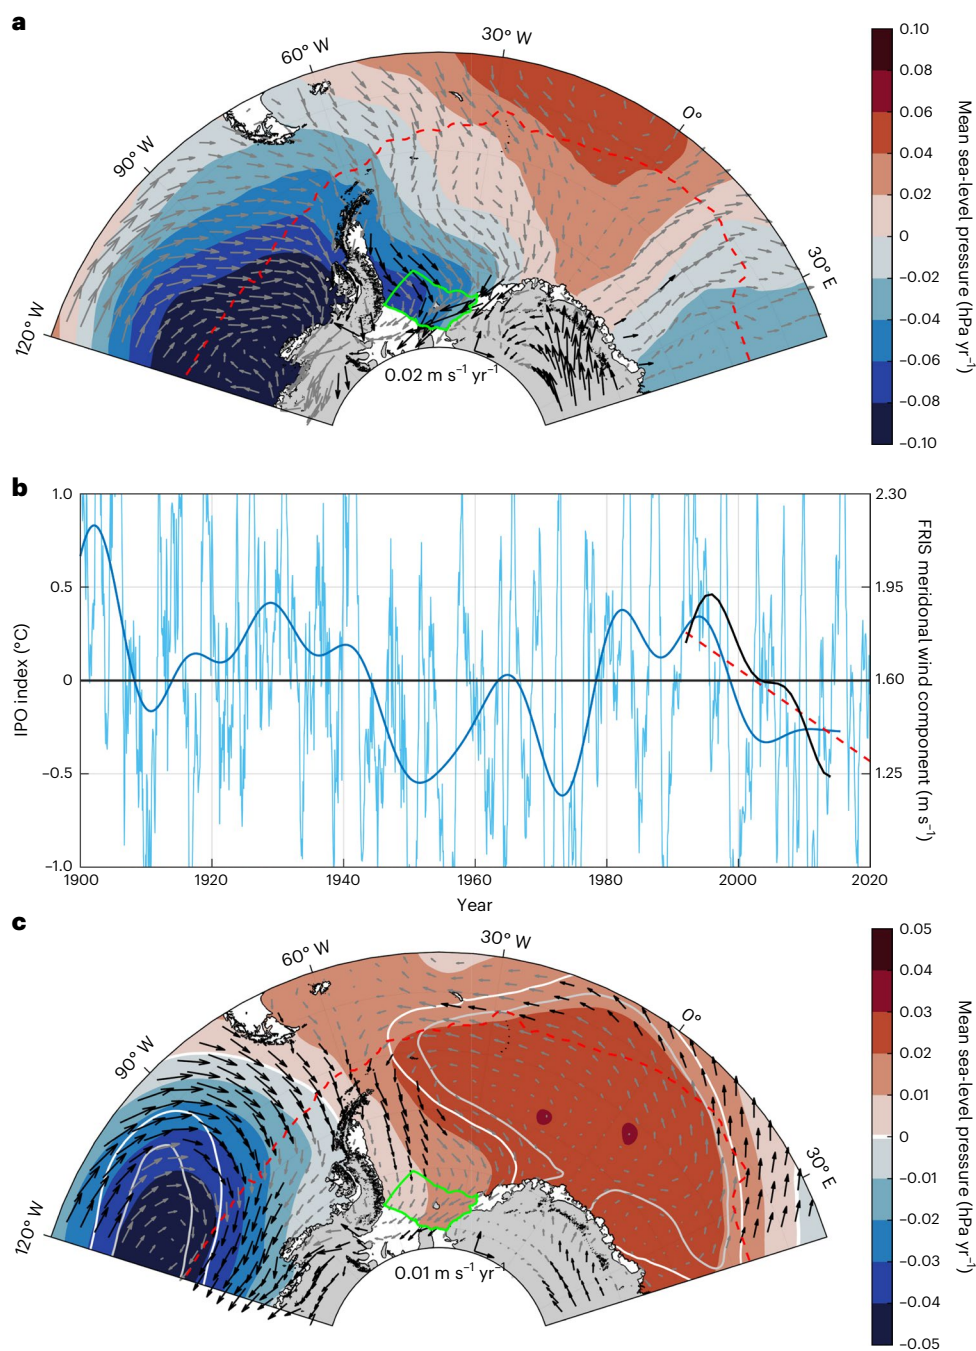 a
60° W
30° W
0°
90° W
30° E
120° W
0.02 m s⁻¹ yr⁻¹
0.10
0.08
0.06
0.04
0.02
0
−0.02
−0.04
−0.06
−0.08
−0.10
Mean sea-level pressure (hPa yr⁻¹)
b
1.0
0.5
0
−0.5
−1.0
IPO index (°C)
2.30
1.95
1.60
1.25
FRIS meridonal wind component (m s⁻¹)
1900
1920
1940
1960
1980
2000
2020
Year
c
60° W
30° W
0°
90° W
30° E
120° W
0.01 m s⁻¹ yr⁻¹
0.05
0.04
0.03
0.02
0.01
0
−0.01
−0.02
−0.03
−0.04
−0.05
Mean sea-level pressure (hPa yr⁻¹)